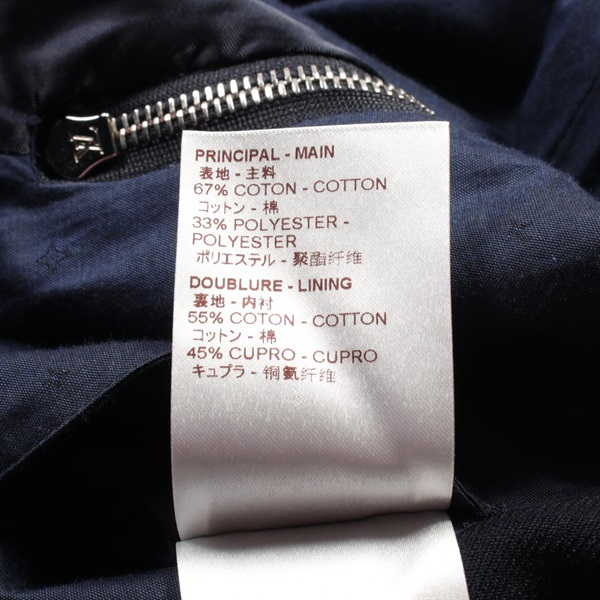 PRINCIPAL - MAIN
表地 - 主料
67% COTON - COTTON
コットン - 棉
33% POLYESTER -
POLYESTER
ポリエステル - 聚酯纤维
DOUBLURE - LINING
裏地 - 内衬
55% COTON - COTTON
コットン - 棉
45% CUPRO - CUPRO
キュプラ - 铜氨纤维
LV